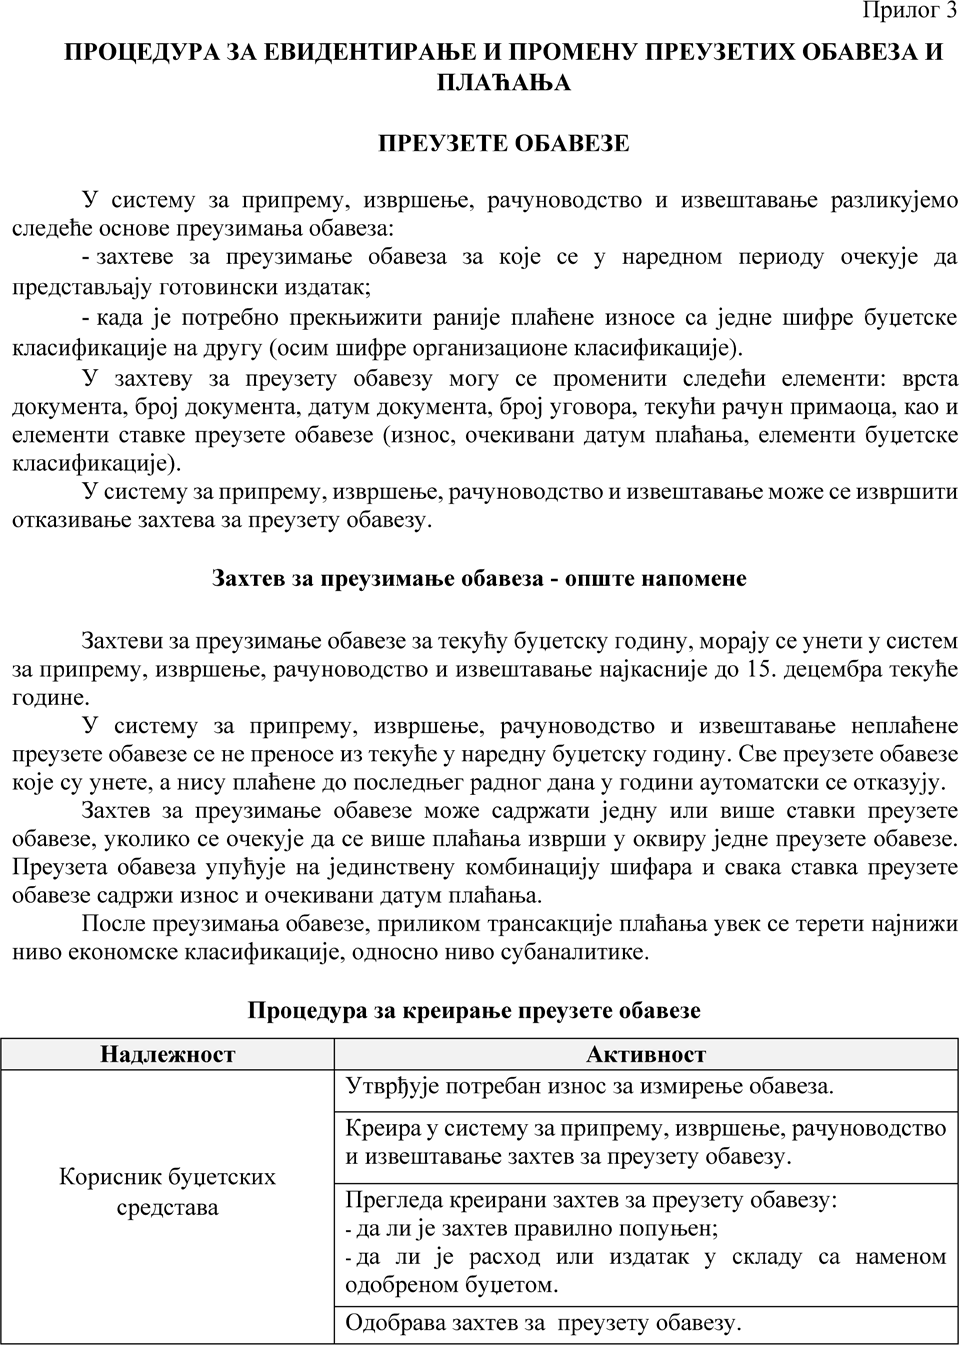 Прилог 3
ПРОЦЕДУРА ЗА ЕВИДЕНТИРАЊЕ И ПРОМЕНУ ПРЕУЗЕТИХ ОБАВЕЗА И
ПЛАЋАЊА
ПРЕУЗЕТЕ ОБАВЕЗЕ
У систему за припрему, извршење, рачуноводство и извештавање разликујемо
следеће основе преузимања обавеза:
- захтеве за преузимање обавеза за које се у наредном периоду очекује да
представљају готовински издатак;
- када је потребно прекњижити раније плаћене износе са једне шифре буџетске
класификације на другу (осим шифре организационе класификације).
У захтеву за преузету обавезу могу се променити следећи елементи: врста
документа, број документа, датум документа, број уговора, текући рачун примаоца, као и
елементи ставке преузете обавезе (износ, очекивани датум плаћања, елементи буџетске
класификације).
У систему за припрему, извршење, рачуноводство и извештавање може се извршити
отказивање захтева за преузету обавезу.
Захтев за преузимање обавеза - опште напомене
Захтеви за преузимање обавезе за текућу буџетску годину, морају се унети у систем
за припрему, извршење, рачуноводство и извештавање најкасније до 15. децембра текуће
године.
У систему за припрему, извршење, рачуноводство и извештавање неплаћене
преузете обавезе се не преносе из текуће у наредну буџетску годину. Све преузете обавезе
које су унете, а нису плаћене до последњег радног дана у години аутоматски се отказују.
Захтев за преузимање обавезе може садржати једну или више ставки преузете
обавезе, уколико се очекује да се више плаћања изврши у оквиру једне преузете обавезе.
Преузета обавеза упућује на јединствену комбинацију шифара и свака ставка преузете
обавезе садржи износ и очекивани датум плаћања.
После преузимања обавезе, приликом трансакције плаћања увек се терети најнижи
ниво економске класификације, односно ниво субаналитике.
Процедура за креирање преузете обавезе
Надлежност
Активност
Корисник буџетских
средстава
Утврђује потребан износ за измирење обавеза.
Креира у систему за припрему, извршење, рачуноводство
и извештавање захтев за преузету обавезу.
Прегледа креирани захтев за преузету обавезу:
- да ли је захтев правилно попуњен;
- да ли је расход или издатак у складу са наменом
одобреном буџетом.
Одобрава захтев за преузету обавезу.